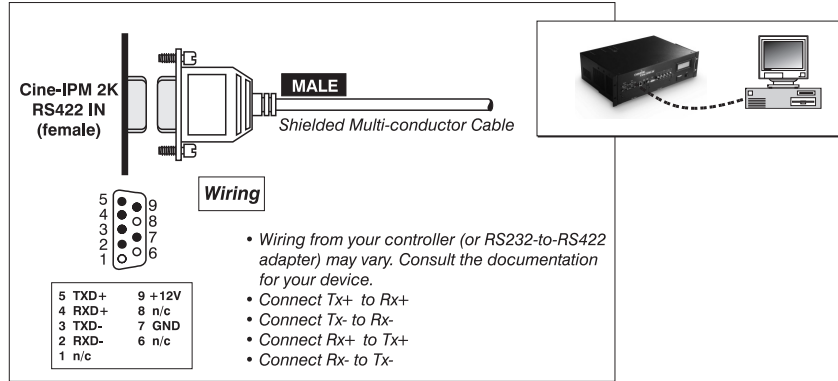 Cine-IPM 2K
RS422 IN
(female)
MALE
Shielded Multi-conductor Cable
Wiring
5
4
3
2
1
9
8
7
6
5 TXD+ 9 +12V
4 RXD+ 8 n/c
3 TXD- 7 GND
2 RXD- 6 n/c
1 n/c
• Wiring from your controller (or RS232-to-RS422
adapter) may vary. Consult the documentation
for your device.
• Connect Tx+ to Rx+
• Connect Tx- to Rx-
• Connect Rx+ to Tx+
• Connect Rx- to Tx-